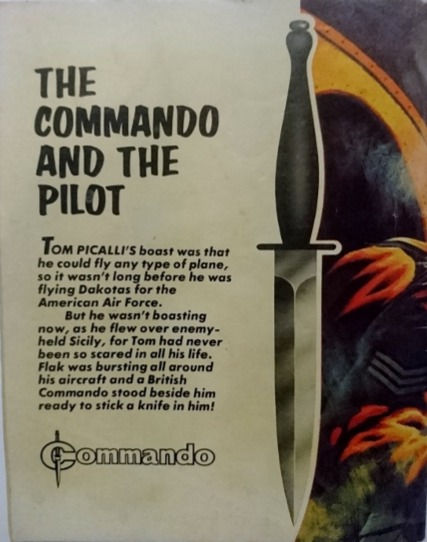 THE
COMMANDO
AND THE
PILOT
TOM PICALLI'S boast was that
he could fly any type of plane,
so it wasn't long before he was
flying Dakotas for the
American Air Force.
But he wasn't boasting
now, as he flew over enemy-
held Sicily, for Tom had never
been so scared in all his life.
Flak was bursting all around
his aircraft and a British
Commando stood beside him
ready to stick a knife in him!
Commando